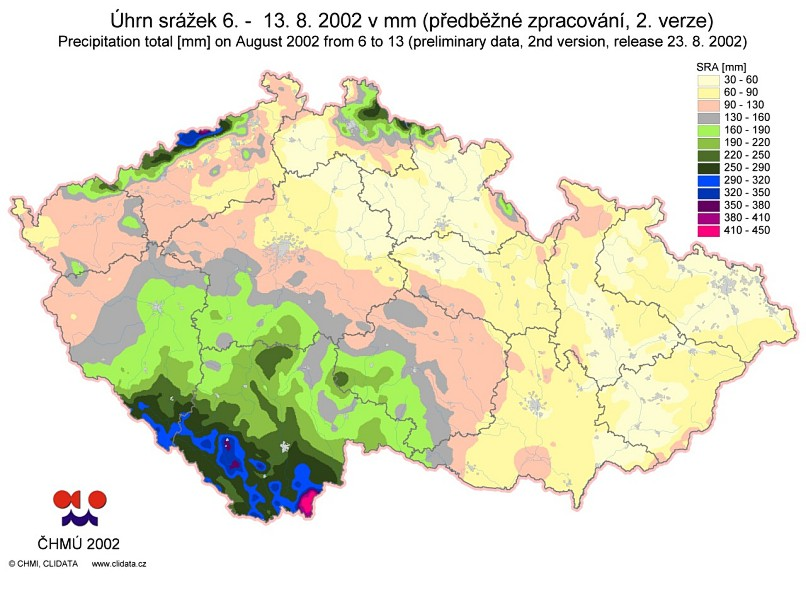 Úhrn srážek 6. - 13. 8. 2002 v mm (předběžné zpracování, 2. verze)
Precipitation total [mm] on August 2002 from 6 to 13 (preliminary data, 2nd version, release 23. 8. 2002)
SRA [mm]
30 - 60
60 - 90
90 - 130
130 - 160
160 - 190
190 - 220
220 - 250
250 - 290
290 - 320
320 - 350
350 - 380
380 - 410
410 - 450
ČHMÚ 2002
© CHMI, CLIDATA www.clidata.cz